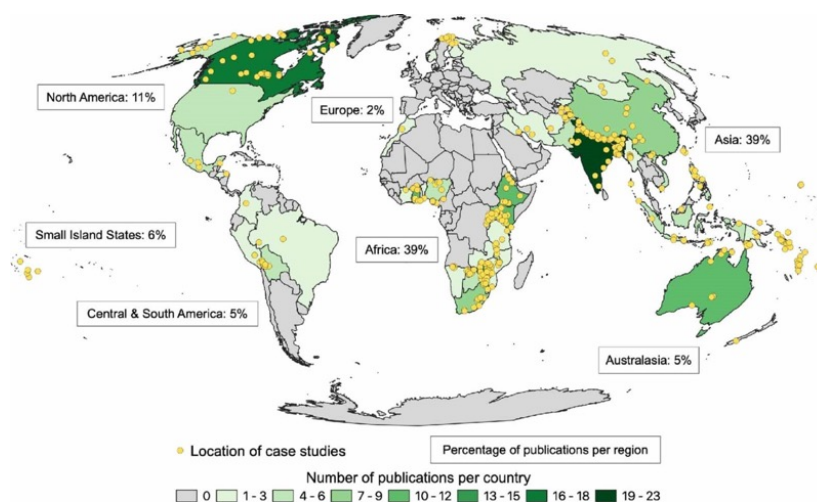 North America: 11%
Europe: 2%
Asia: 39%
Small Island States: 6%
Africa: 39%
Central & South America: 5%
Australasia: 5%
Location of case studies
Percentage of publications per region
Number of publications per country
0 1 - 3 4 - 6 7 - 9 10 - 12 13 - 15 16 - 18 19 - 23